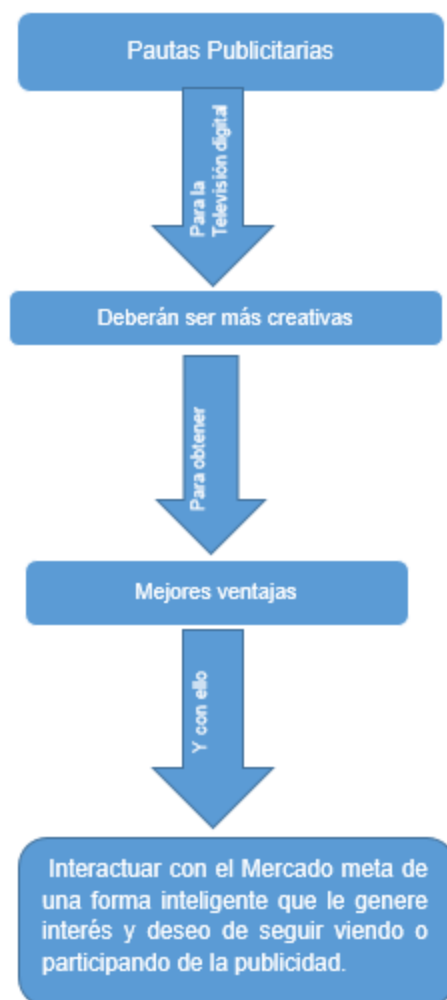 Pautas Publicitarias
Para la
Televisión digital
Deberán ser más creativas
Para obtener
Mejores ventajas
Y con ello
Interactuar con el Mercado meta de
una forma inteligente que le genere
interés y deseo de seguir viendo o
participando de la publicidad.